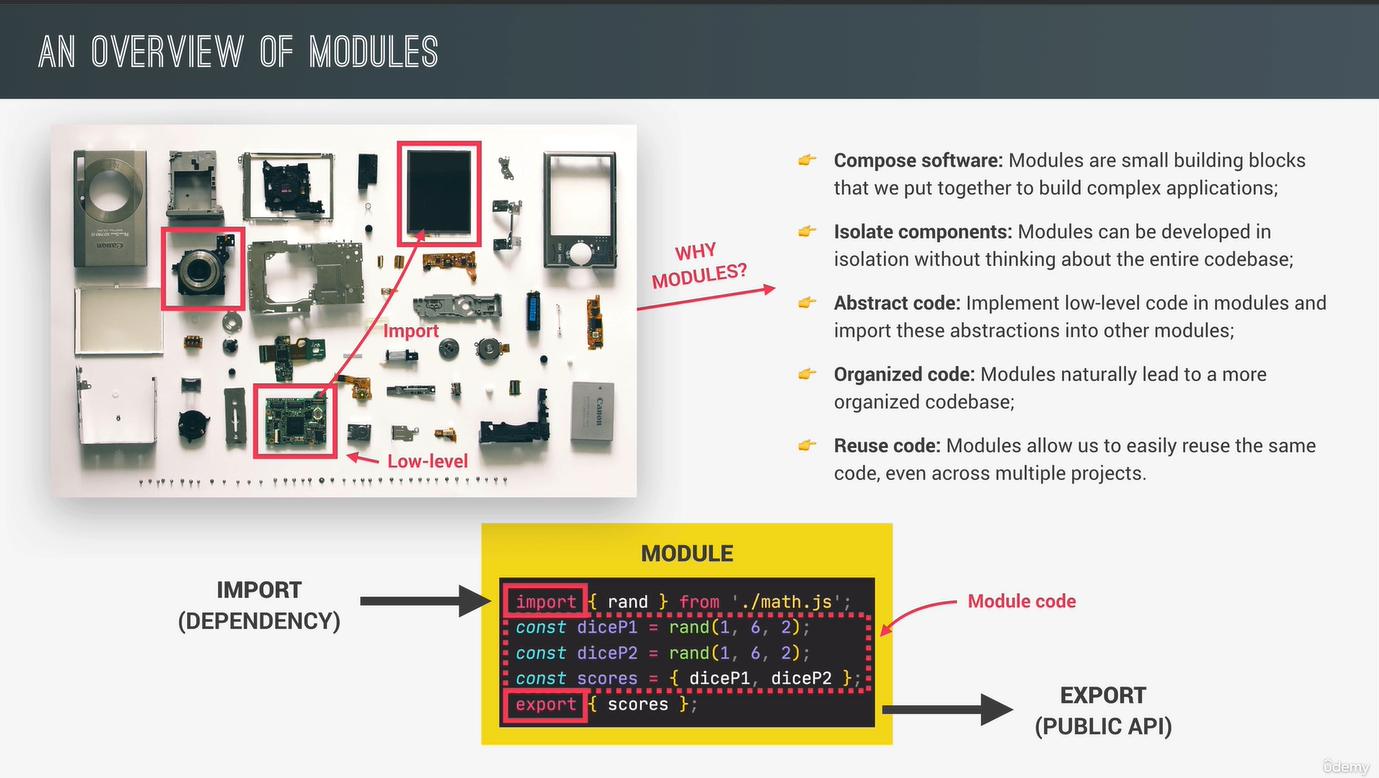 AN OVERVIEW OF MODULES
Canon
Import
Canon
Low-level
WHY
MODULES?
👉 Compose software: Modules are small building blocks
that we put together to build complex applications;
👉 Isolate components: Modules can be developed in
isolation without thinking about the entire codebase;
👉 Abstract code: Implement low-level code in modules and
import these abstractions into other modules;
👉 Organized code: Modules naturally lead to a more
organized codebase;
👉 Reuse code: Modules allow us to easily reuse the same
code, even across multiple projects.
IMPORT
(DEPENDENCY)
MODULE
import { rand } from './math.js';
const diceP1 = rand(1, 6, 2);
const diceP2 = rand(1, 6, 2);
const scores = { diceP1, diceP2 };
export { scores };
Module code
EXPORT
(PUBLIC API)
ûdemy